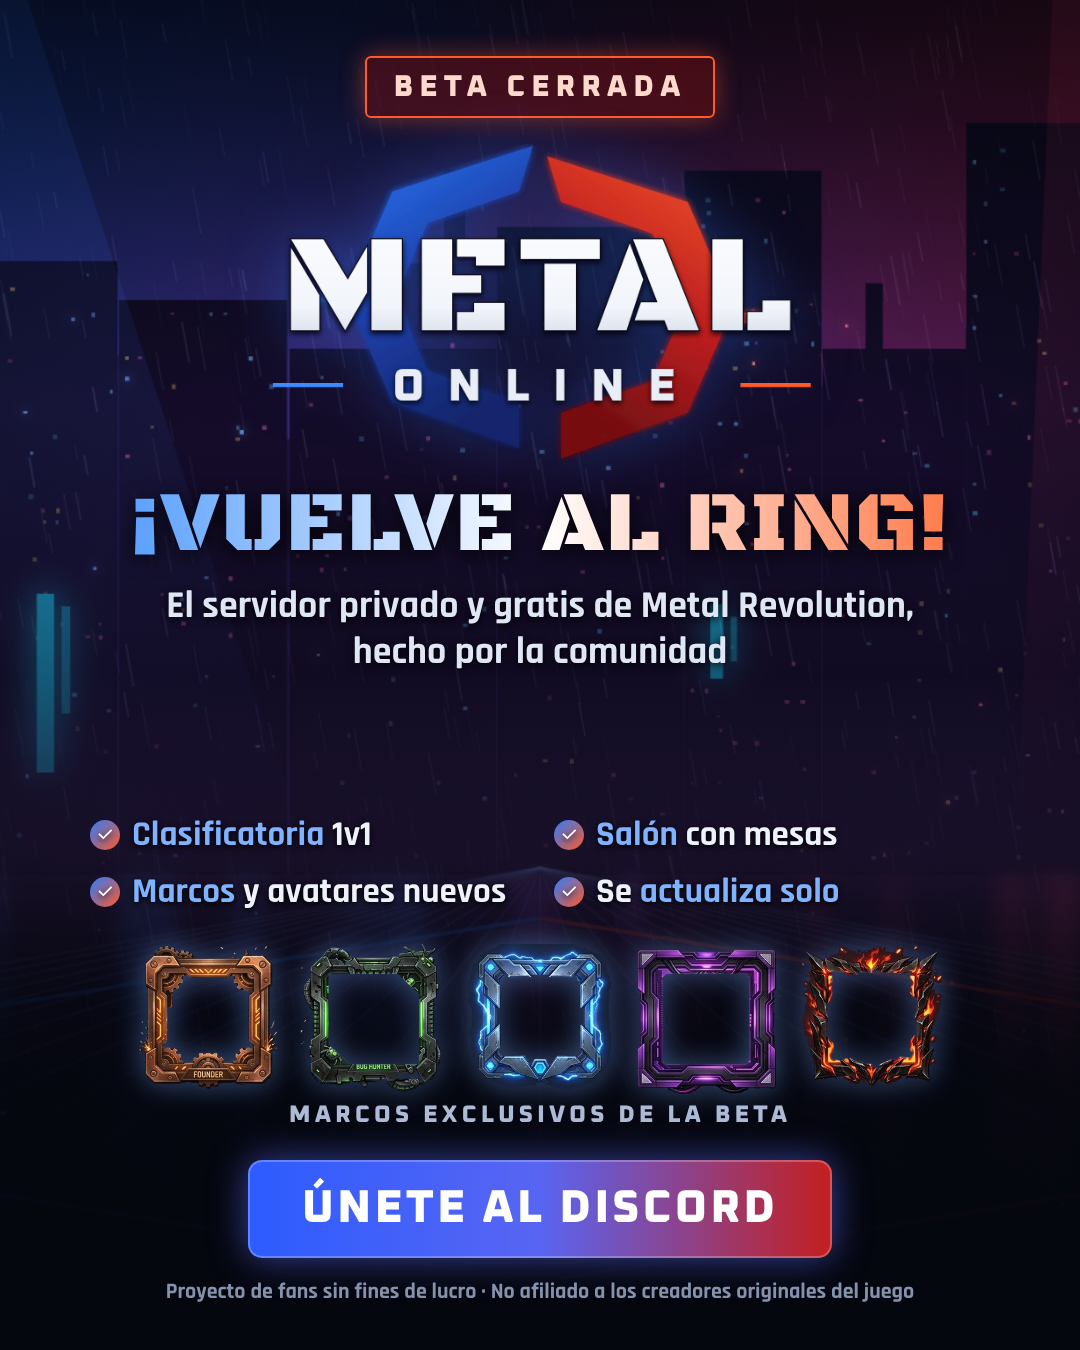 BETA CERRADA
METAL
ONLINE
¡VUELVE AL RING!
El servidor privado y gratis de Metal Revolution,
hecho por la comunidad
Clasificatoria 1v1
Salón con mesas
Marcos y avatares nuevos
Se actualiza solo
FOUNDER
BUG HUNTER
MARCOS EXCLUSIVOS DE LA BETA
ÚNETE AL DISCORD
Proyecto de fans sin fines de lucro · No afiliado a los creadores originales del juego